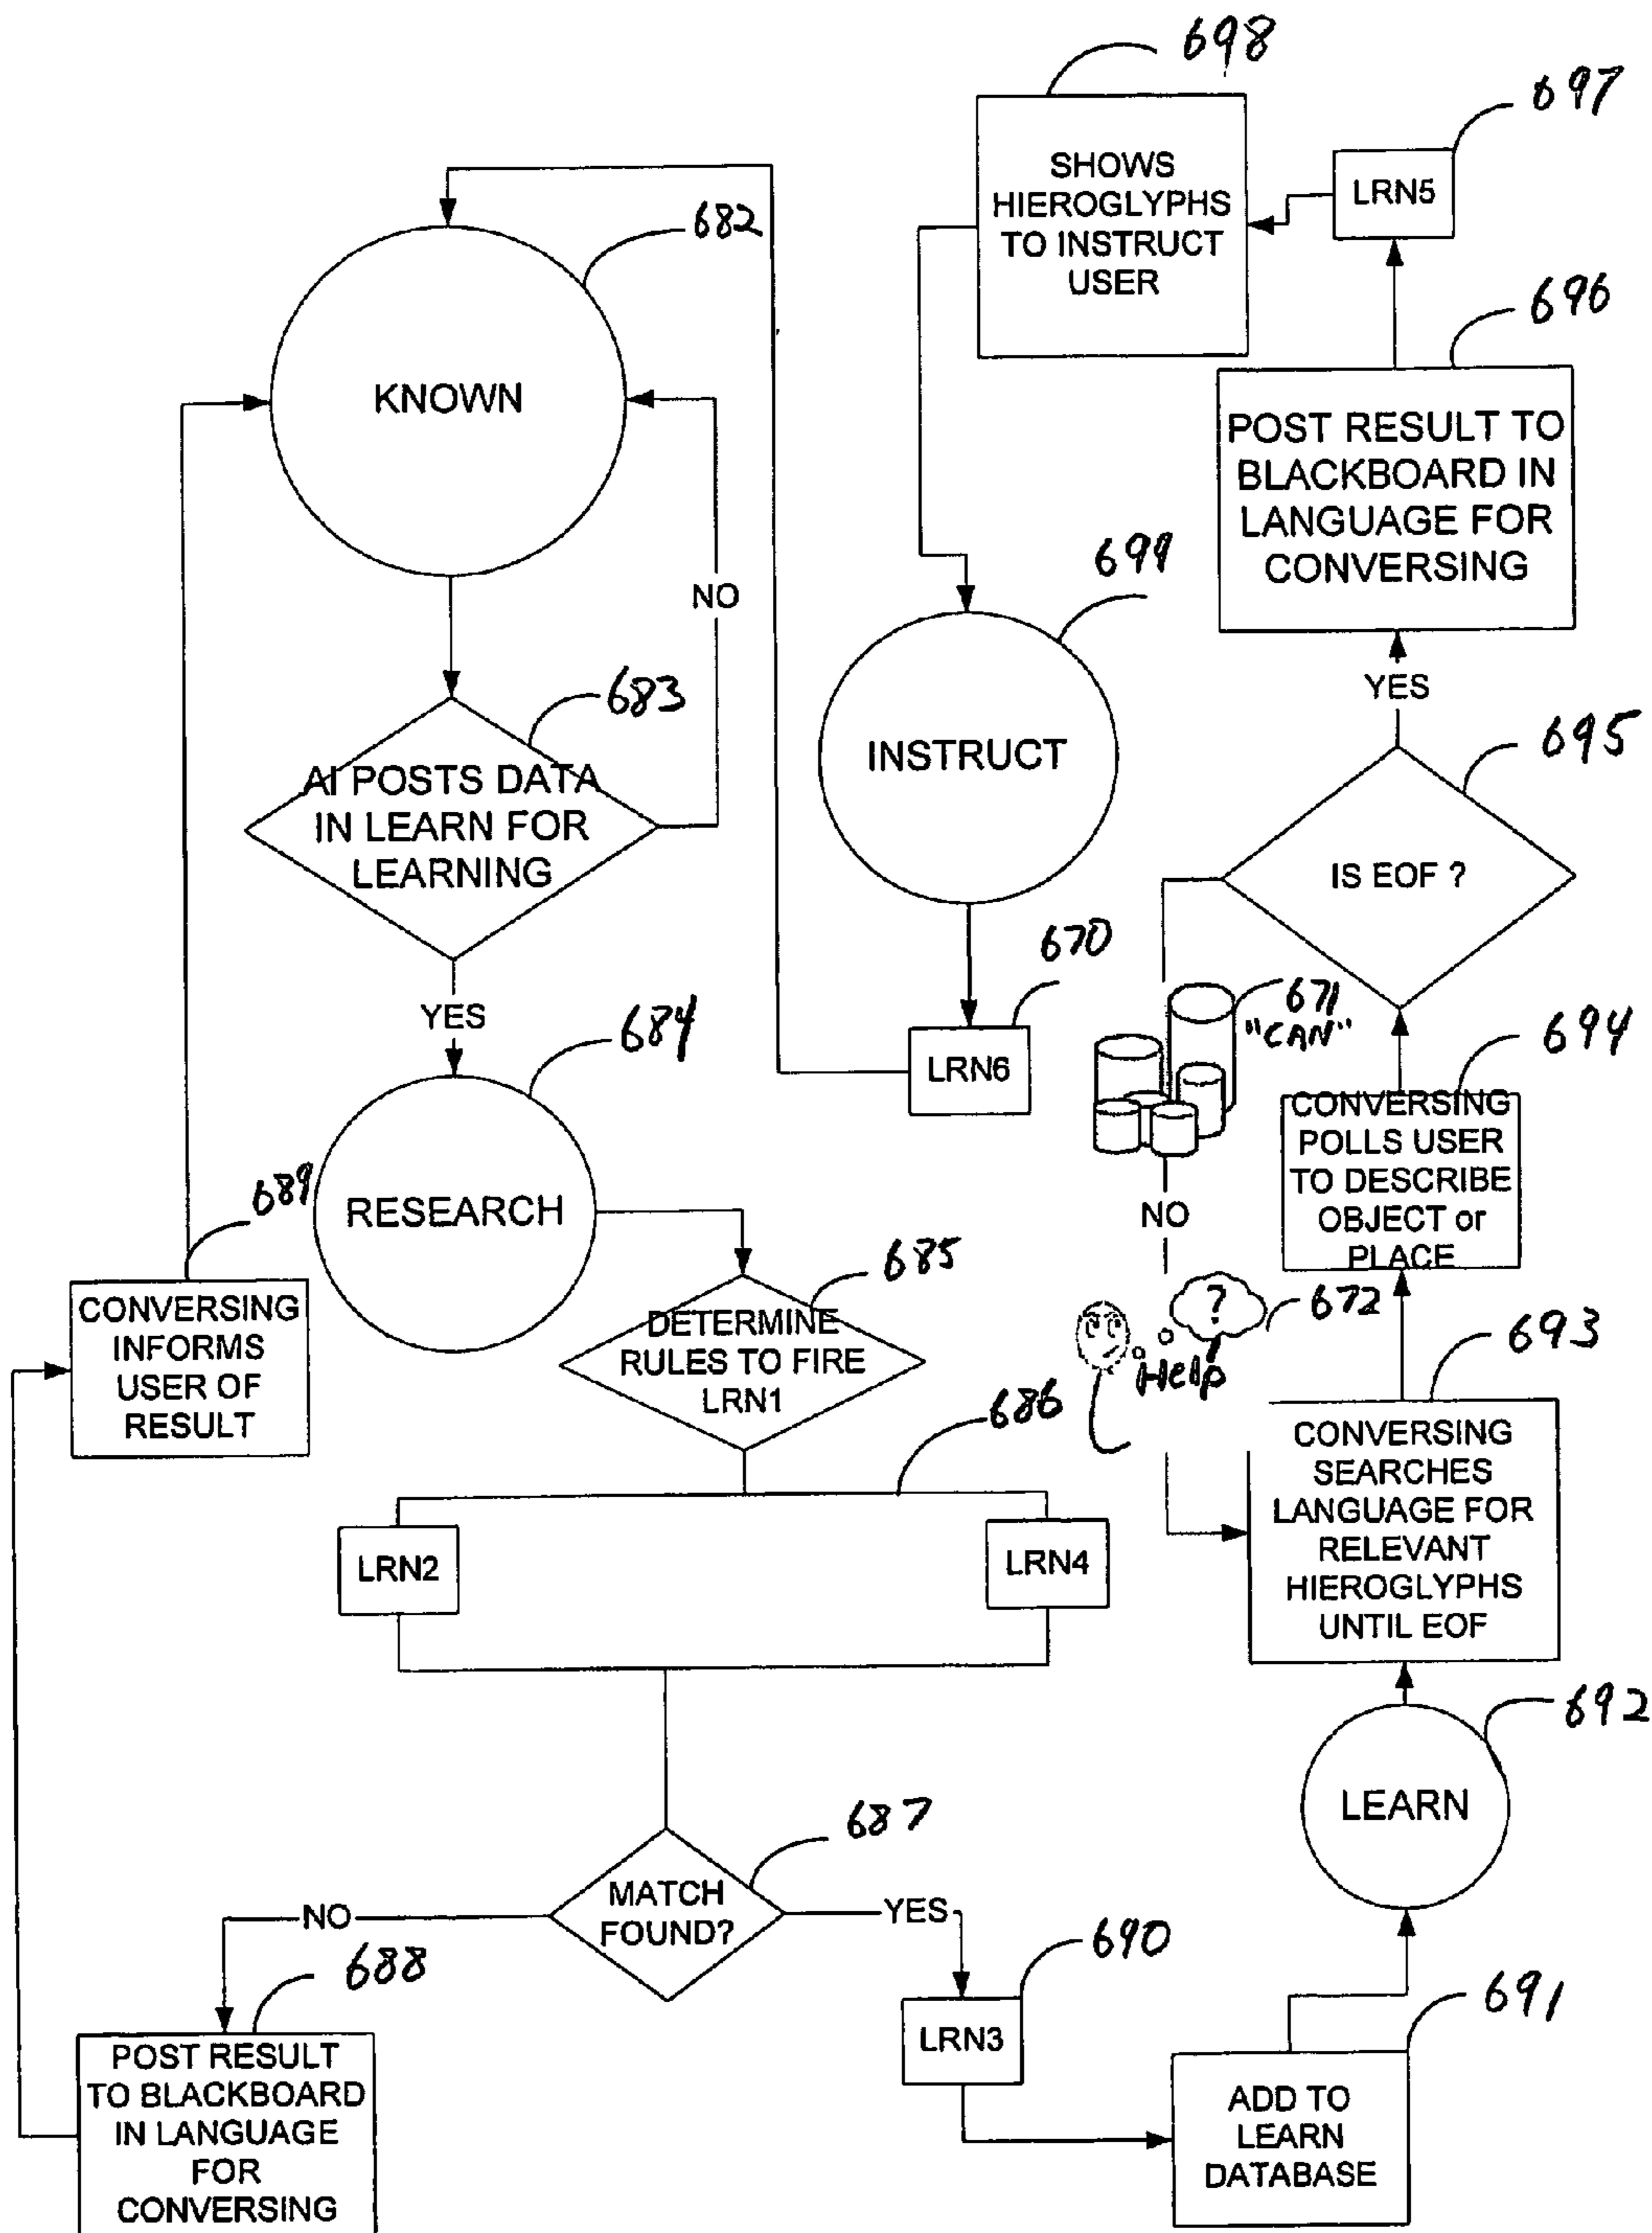 698
697
SHOWS
HIEROGLYPHS
TO INSTRUCT
USER
LRN5
682
696
KNOWN
POST RESULT TO
BLACKBOARD IN
LANGUAGE FOR
CONVERSING
NO
699
683
YES
AI POSTS DATA
IN LEARN FOR
LEARNING
INSTRUCT
695
IS EOF ?
670
671
"CAN"
YES
684
LRN6
694
CONVERSING
POLLS USER
TO DESCRIBE
OBJECT or
PLACE
689
RESEARCH
NO
685
CONVERSING
INFORMS
USER OF
RESULT
DETERMINE
RULES TO FIRE
LRN1
?
672
Help
693
686
CONVERSING
SEARCHES
LANGUAGE FOR
RELEVANT
HIEROGLYPHS
UNTIL EOF
LRN2
LRN4
692
LEARN
687
MATCH
FOUND?
NO
YES
688
690
POST RESULT
TO BLACKBOARD
IN LANGUAGE
FOR
CONVERSING
LRN3
691
ADD TO
LEARN
DATABASE